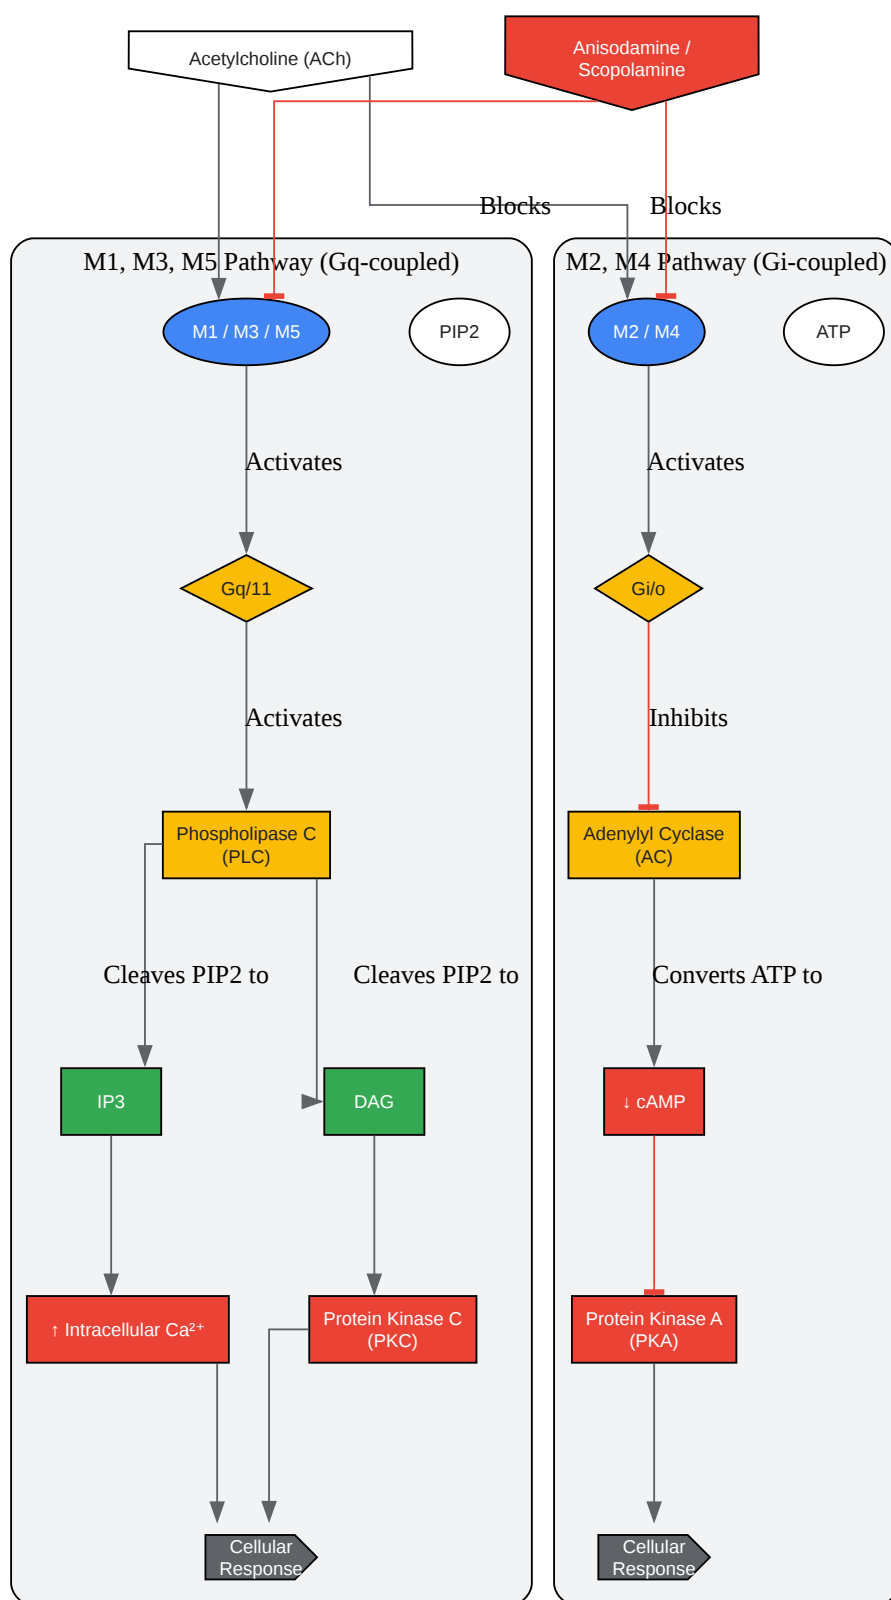 Acetylcholine (ACh)
Anisodamine /
Scopolamine
Blocks
Blocks
M1, M3, M5 Pathway (Gq-coupled)
M2, M4 Pathway (Gi-coupled)
M1 / M3 / M5
PIP2
M2 / M4
ATP
Activates
Activates
Gq/11
Gi/o
Activates
Inhibits
Phospholipase C
(PLC)
Adenylyl Cyclase
(AC)
Cleaves PIP2 to
Cleaves PIP2 to
Converts ATP to
IP3
DAG
↓ cAMP
↑ Intracellular Ca²⁺
Protein Kinase C
(PKC)
Protein Kinase A
(PKA)
Cellular
Response
Cellular
Response